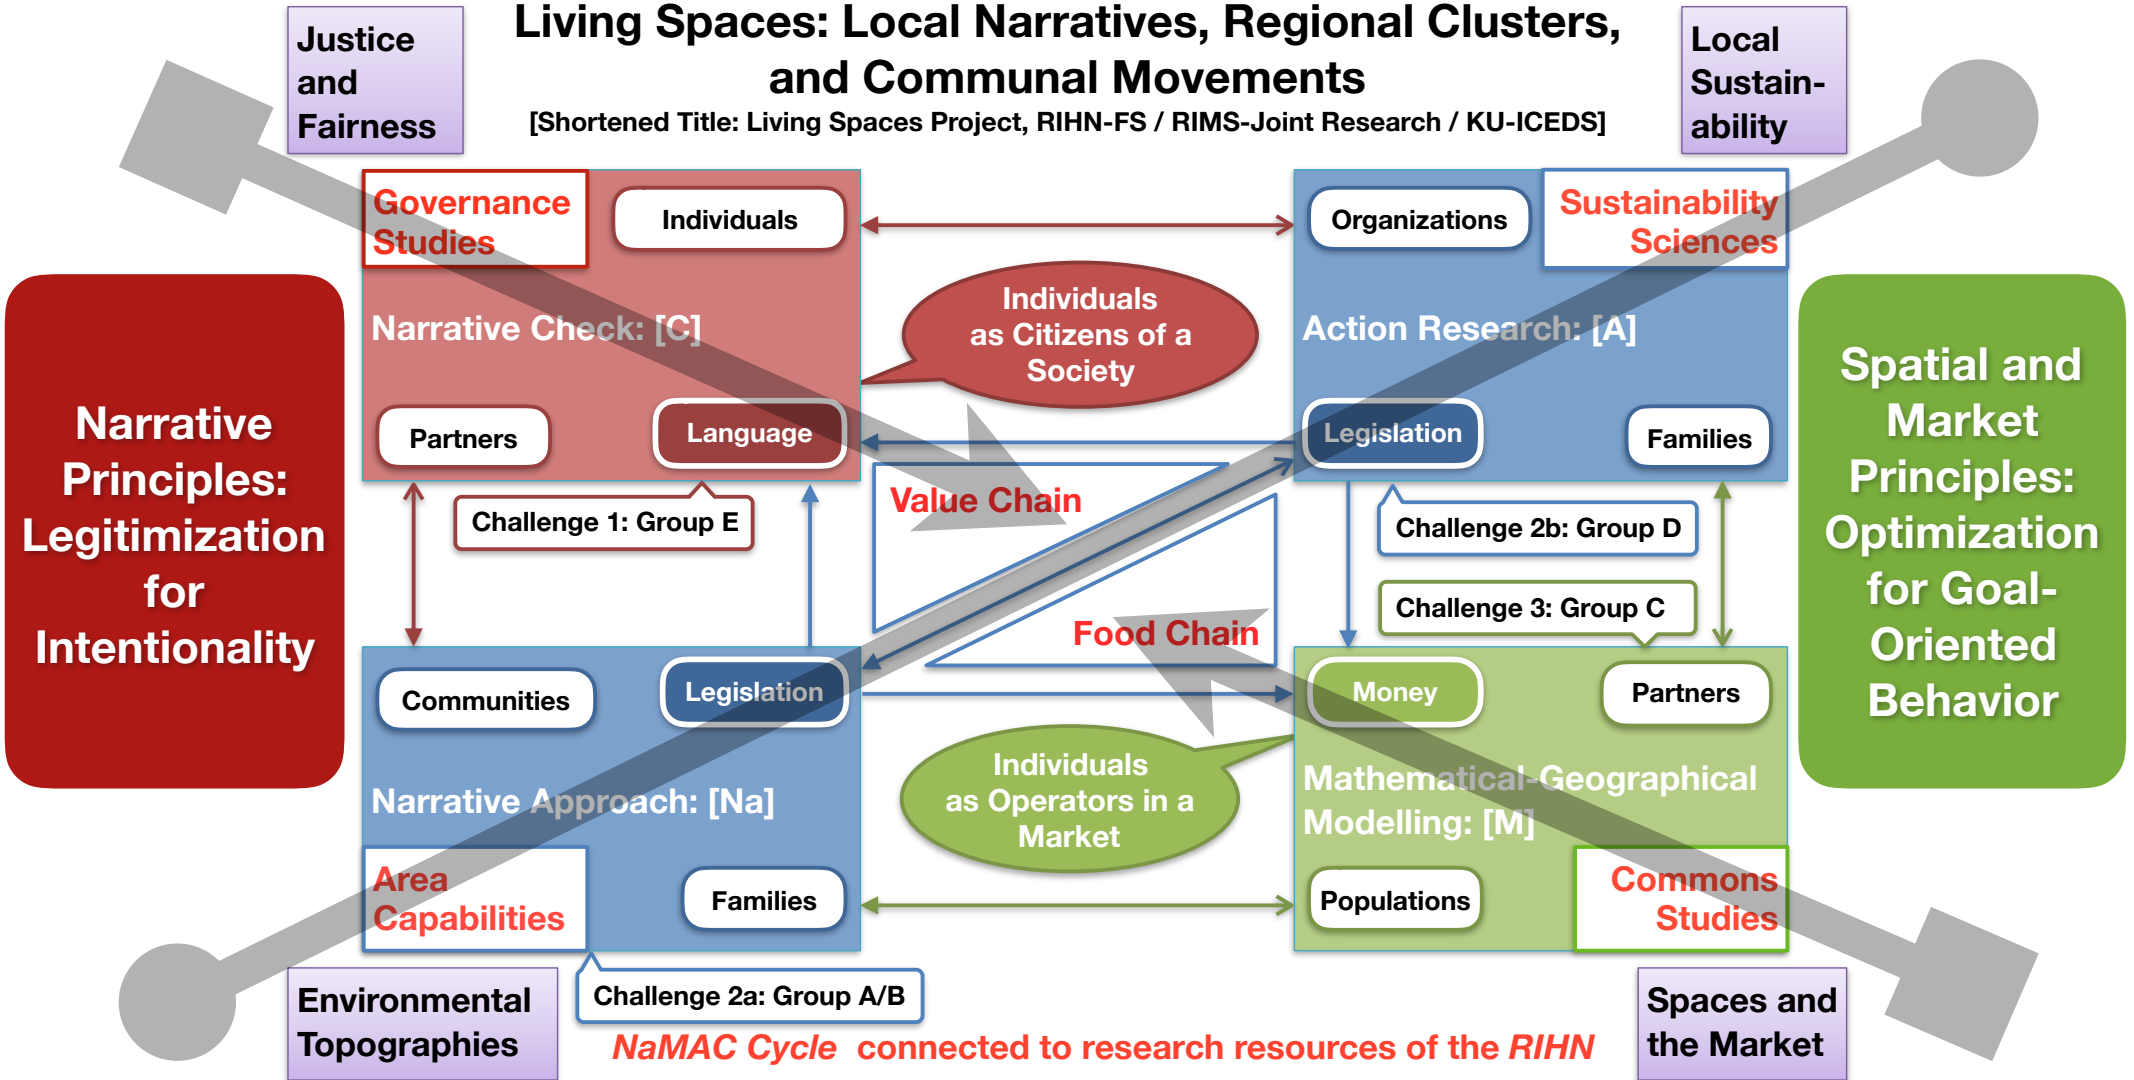 Living Spaces: Local Narratives, Regional Clusters,
and Communal Movements
[Shortened Title: Living Spaces Project, RIHN-FS / RIMS-Joint Research / KU-ICEDS]
Justice
and
Fairness
Local
Sustain-
ability
Governance
Studies
Individuals
Narrative Check: [C]
Partners
Language
Challenge 1: Group E
Individuals
as Citizens of a
Society
Organizations
Sustainability
Sciences
Action Research: [A]
Legislation
Families
Challenge 2b: Group D
Narrative
Principles:
Legitimization
for
Intentionality
Value Chain
Food Chain
Spatial and
Market
Principles:
Optimization
for Goal-
Oriented
Behavior
Challenge 3: Group C
Communities
Legislation
Narrative Approach: [Na]
Area
Capabilities
Families
Challenge 2a: Group A/B
Individuals
as Operators in a
Market
Money
Partners
Mathematical-Geographical
Modelling: [M]
Populations
Commons
Studies
Environmental
Topographies
Spaces and
the Market
NaMAC Cycle connected to research resources of the RIHN